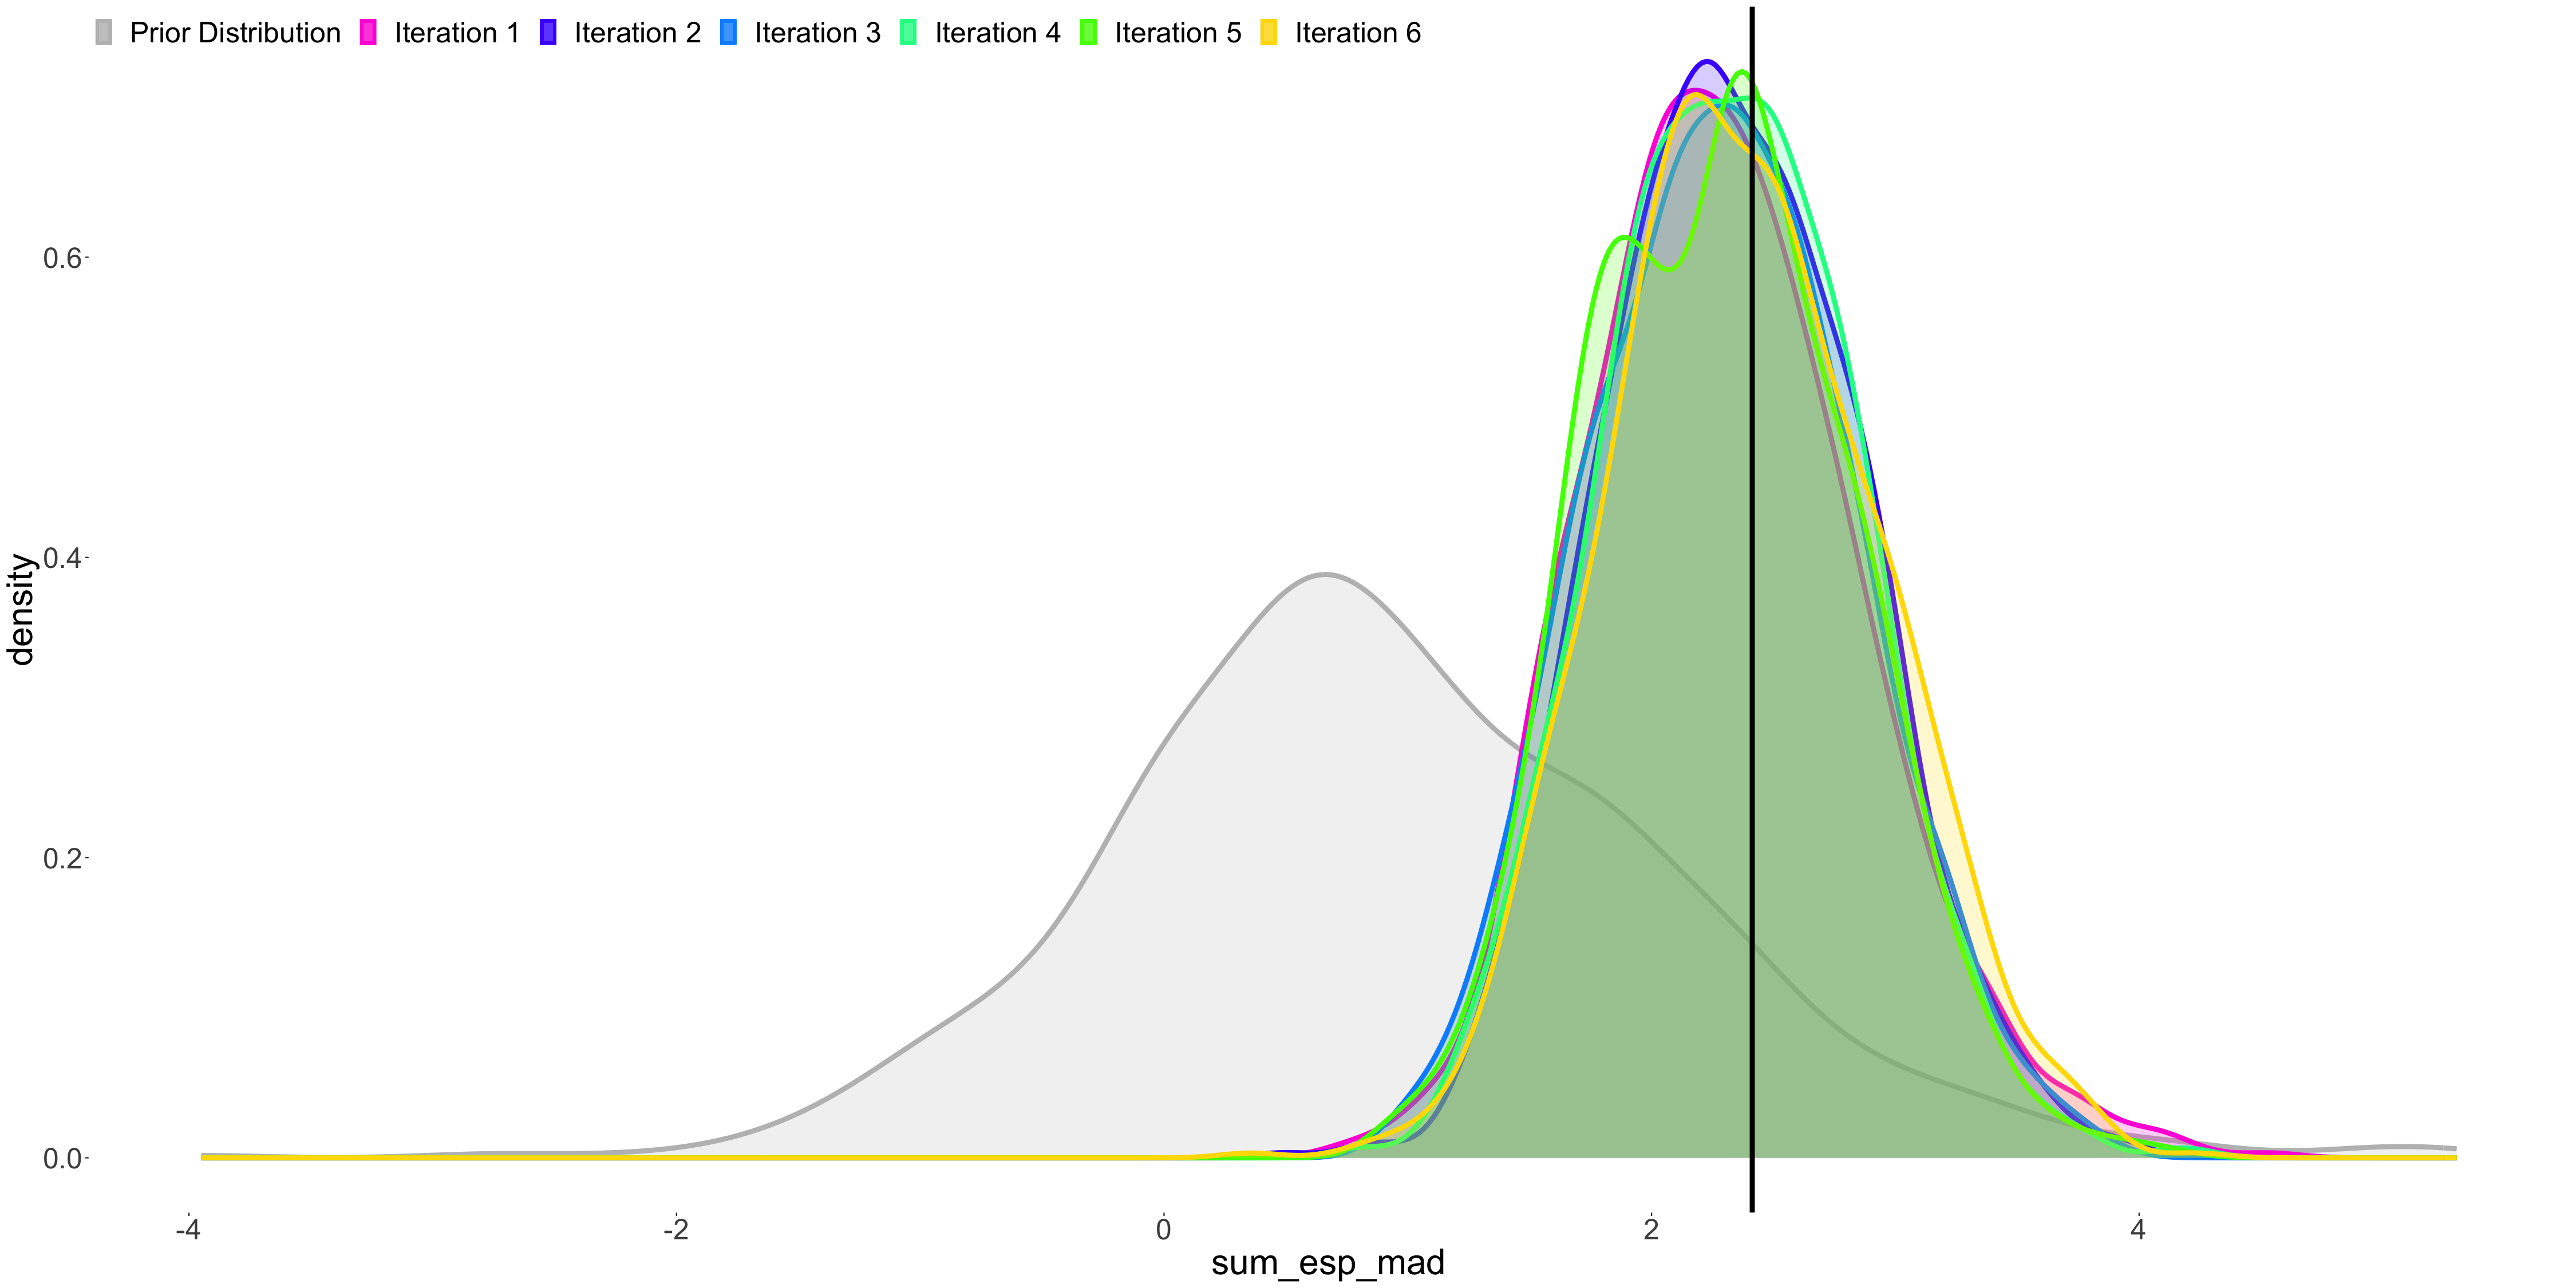 Prior Distribution Iteration 1 Iteration 2 Iteration 3 Iteration 4 Iteration 5 Iteration 6
0.6
0.4
density
0.2
0.0
-4 -2 0 2 4
sum_esp_mad